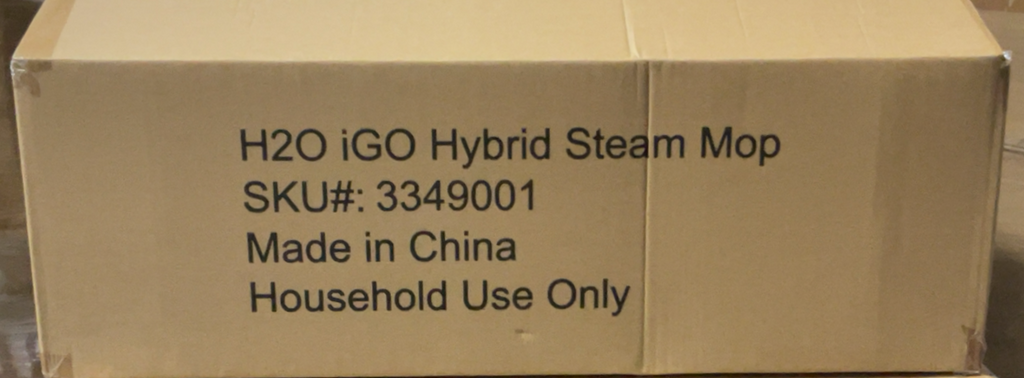 H2O iGO Hybrid Steam Mop
SKU#: 3349001
Made in China
Household Use Only